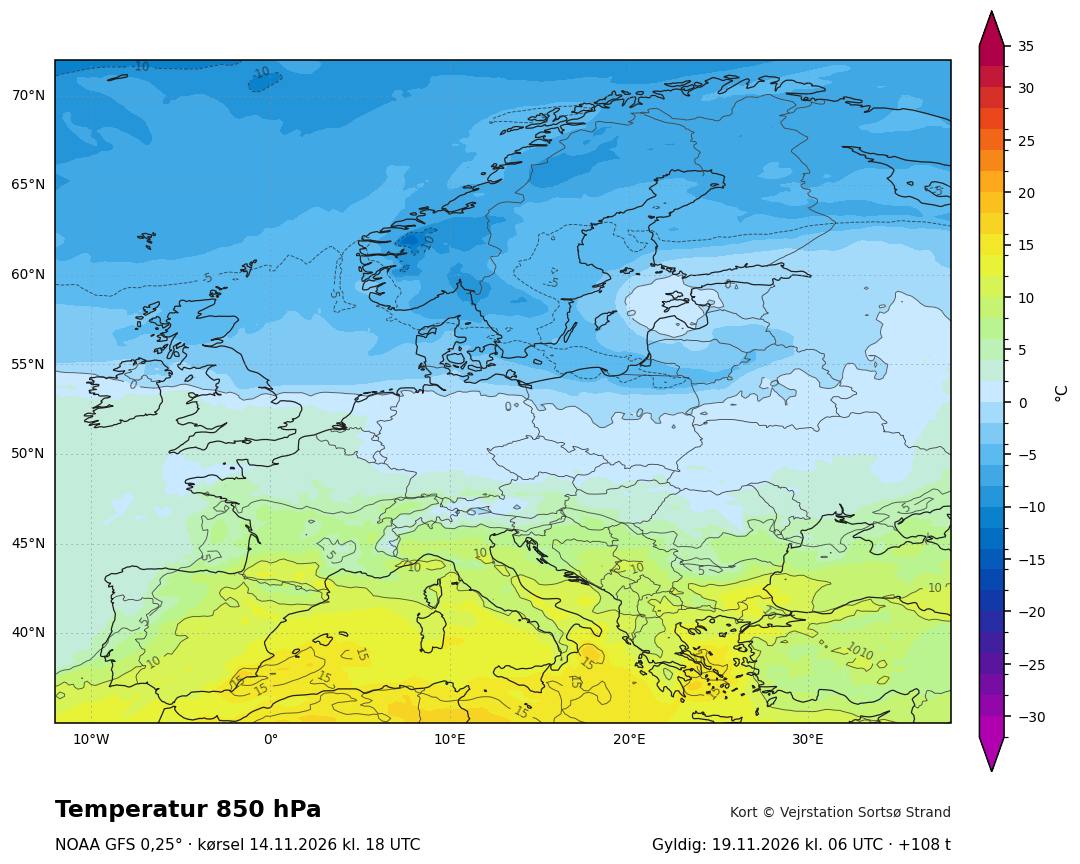 70°N
65°N
60°N
55°N
50°N
45°N
40°N
10°W 0° 10°E 20°E 30°E
35
30
25
20
15
10
5
0
−5
−10
−15
−20
−25
−30
°C
Temperatur 850 hPa
Kort © Vejrstation Sortsø Strand
NOAA GFS 0,25° · kørsel 14.11.2026 kl. 18 UTC
Gyldig: 19.11.2026 kl. 06 UTC · +108 t